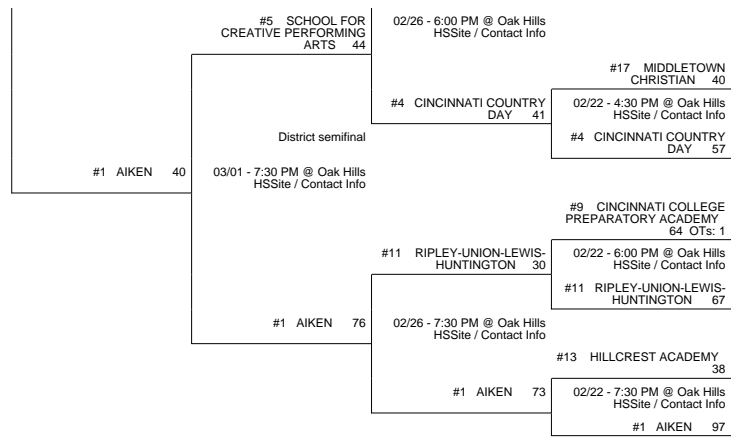 #5 SCHOOL FOR
CREATIVE PERFORMING
ARTS 44
02/26 - 6:00 PM @ Oak Hills
HSSite / Contact Info
#17 MIDDLETOWN
CHRISTIAN 40
#4 CINCINNATI COUNTRY
DAY 41
02/22 - 4:30 PM @ Oak Hills
HSSite / Contact Info
District semifinal
#4 CINCINNATI COUNTRY
DAY 57
#1 AIKEN 40
03/01 - 7:30 PM @ Oak Hills
HSSite / Contact Info
#9 CINCINNATI COLLEGE
PREPARATORY ACADEMY
64 OTs: 1
#11 RIPLEY-UNION-LEWIS-
HUNTINGTON 30
02/22 - 6:00 PM @ Oak Hills
HSSite / Contact Info
#11 RIPLEY-UNION-LEWIS-
HUNTINGTON 67
#1 AIKEN 76
02/26 - 7:30 PM @ Oak Hills
HSSite / Contact Info
#13 HILLCREST ACADEMY
38
#1 AIKEN 73
02/22 - 7:30 PM @ Oak Hills
HSSite / Contact Info
#1 AIKEN 97